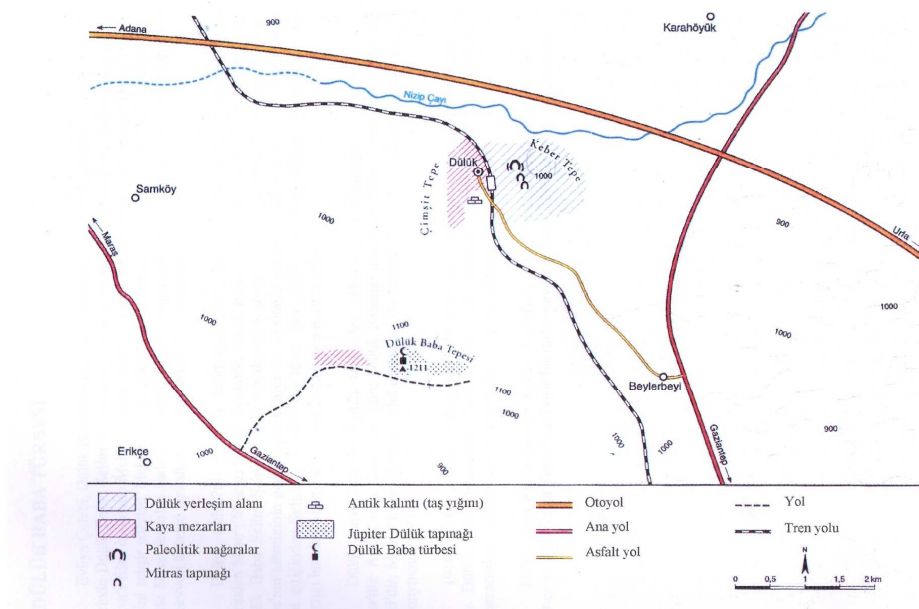 900
Karahöyük
Adana
Nizip Çayı
Keber Tepe
Dülük
1000
Çimşit Tepe
Samköy
1000
900
Urfa
Maraş
1000
1000
1100
Dülük Baba Tepesi
1211
1000
Beylerbeyi
1100
1000
900
Gaziantep
1000
1000
Erikçe
1000
Gaziantep
900
Dülük yerleşim alanı
Kaya mezarları
Paleolitik mağaralar
Mitras tapınağı
Antik kalıntı (taş yığını)
Jüpiter Dülük tapınağı
Dülük Baba türbesi
Otoyol
Ana yol
Asfalt yol
Yol
Tren yolu
N
0 0,5 1 1,5 2 km